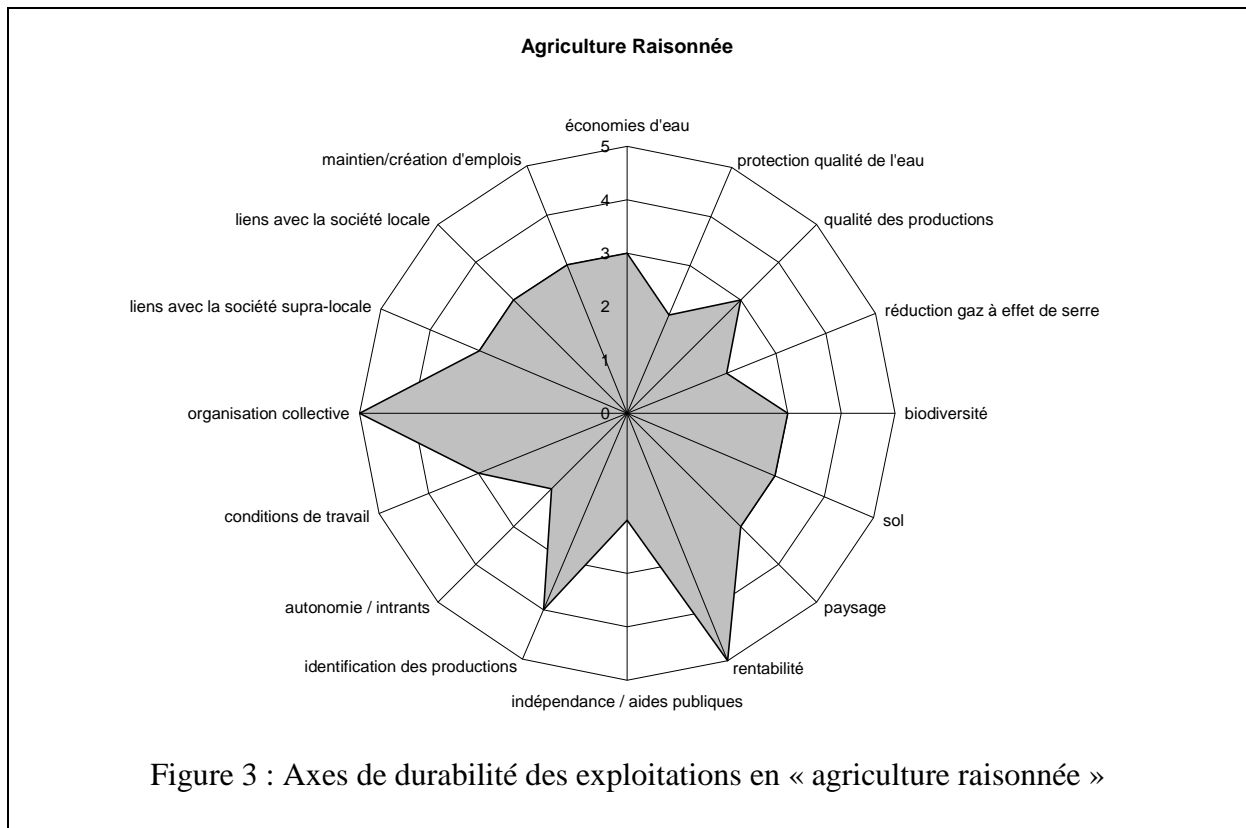 Agriculture Raisonnée
économies d'eau
protection qualité de l'eau
qualité des productions
réduction gaz à effet de serre
biodiversité
sol
paysage
rentabilité
indépendance / aides publiques
identification des productions
autonomie / intrants
conditions de travail
organisation collective
liens avec la société supra-locale
liens avec la société locale
maintien/création d'emplois
5
4
3
2
1
0
Figure 3 : Axes de durabilité des exploitations en « agriculture raisonnée »